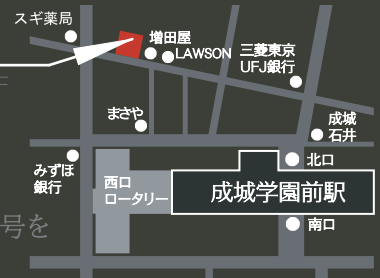 スギ薬局
増田屋
LAWSON
三菱東京
UFJ銀行
まさや
成城
石井
みずほ
銀行
西口
ロータリー
北口
成城学園前駅
南口
号を